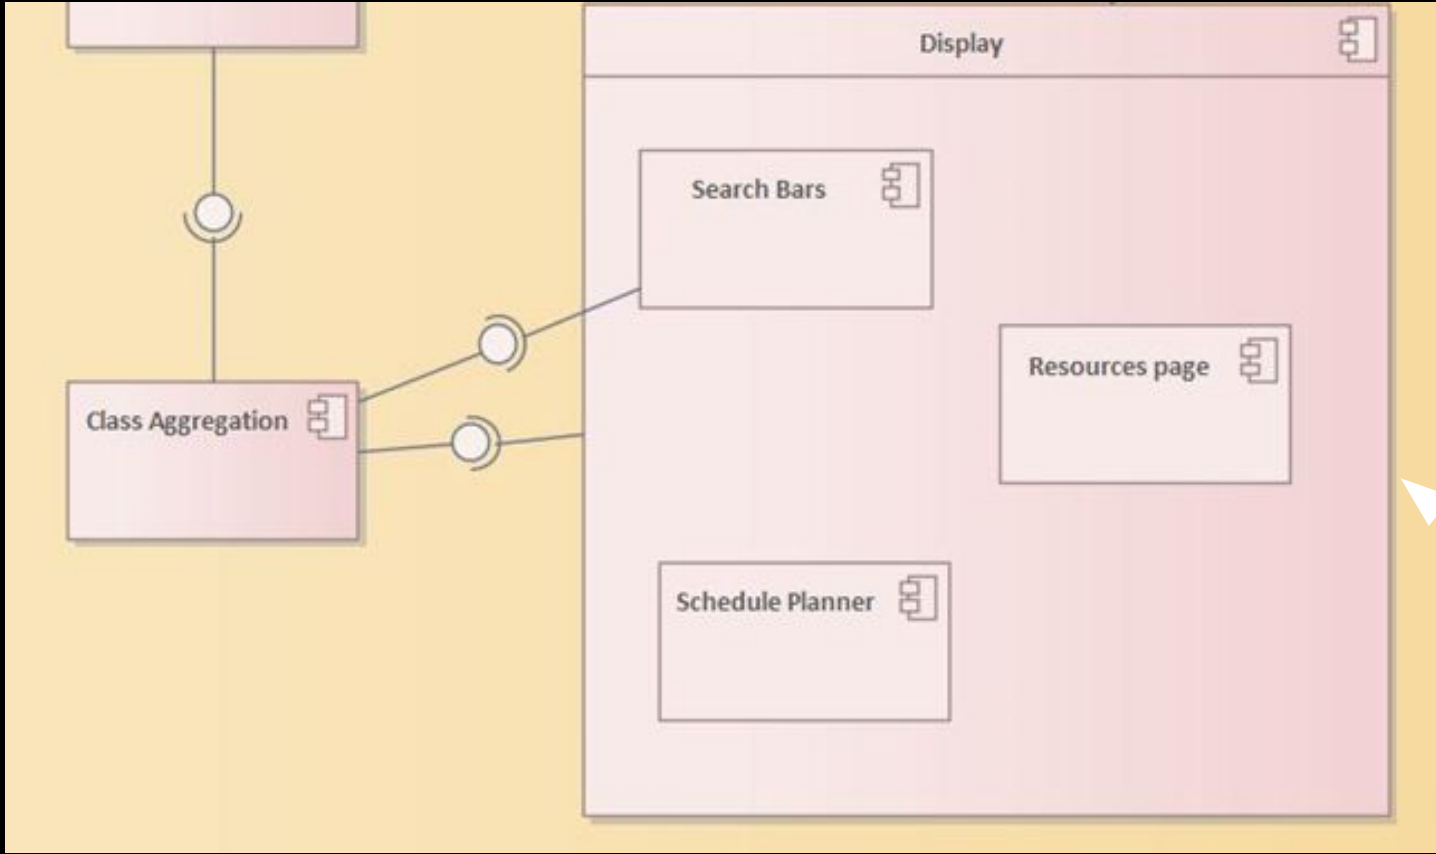 Display
Search Bars
Resources page
Class Aggregation
Schedule Planner